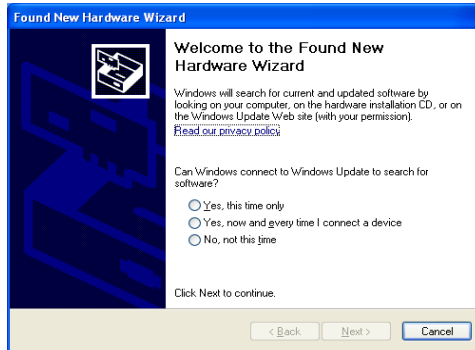 Found New Hardware Wizard
Welcome to the Found New
Hardware Wizard
Windows will search for current and updated software by
looking on your computer, on the hardware installation CD, or on
the Windows Update Web site (with your permission).
Read our privacy policy
Can Windows connect to Windows Update to search for
software?
Yes, this time only
Yes, now and every time I connect a device
No, not this time
Click Next to continue.
< Back Next > Cancel